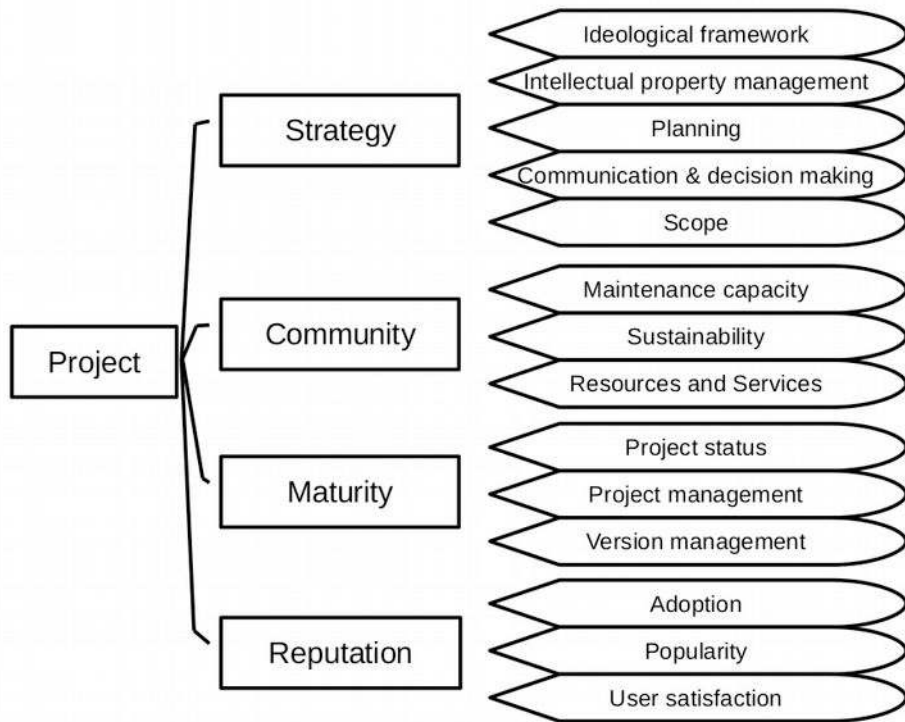 Project
Strategy
Ideological framework
Intellectual property management
Planning
Communication & decision making
Scope
Community
Maintenance capacity
Sustainability
Resources and Services
Maturity
Project status
Project management
Version management
Reputation
Adoption
Popularity
User satisfaction